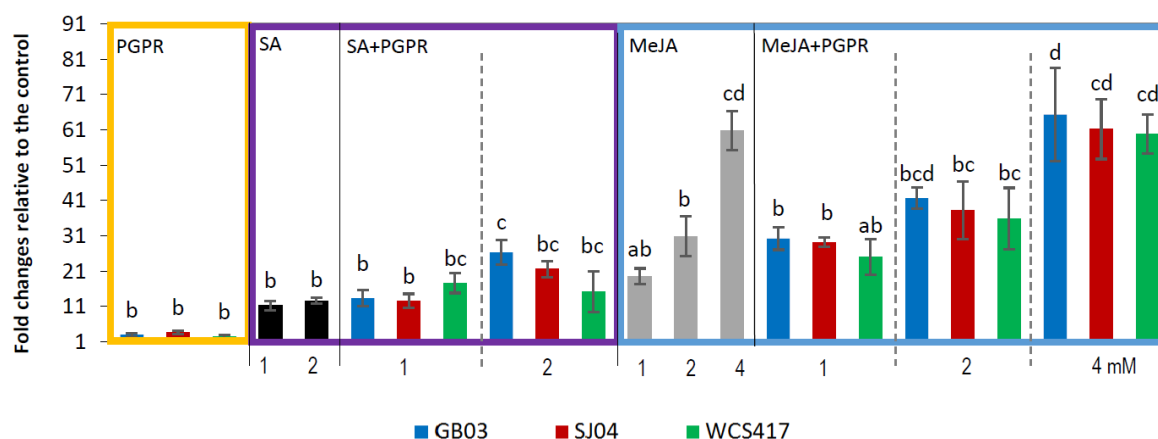 Fold changes relative to the control
91
81
71
61
51
41
31
21
11
1
PGPR
SA
SA+PGPR
MeJA
MeJA+PGPR
b b b
b b
b b bc
c bc bc
ab b cd
b b ab
bcd bc bc
d cd cd
1 2 1 2 1 2 4 1 2 4 mM
GB03 SJ04 WCS417